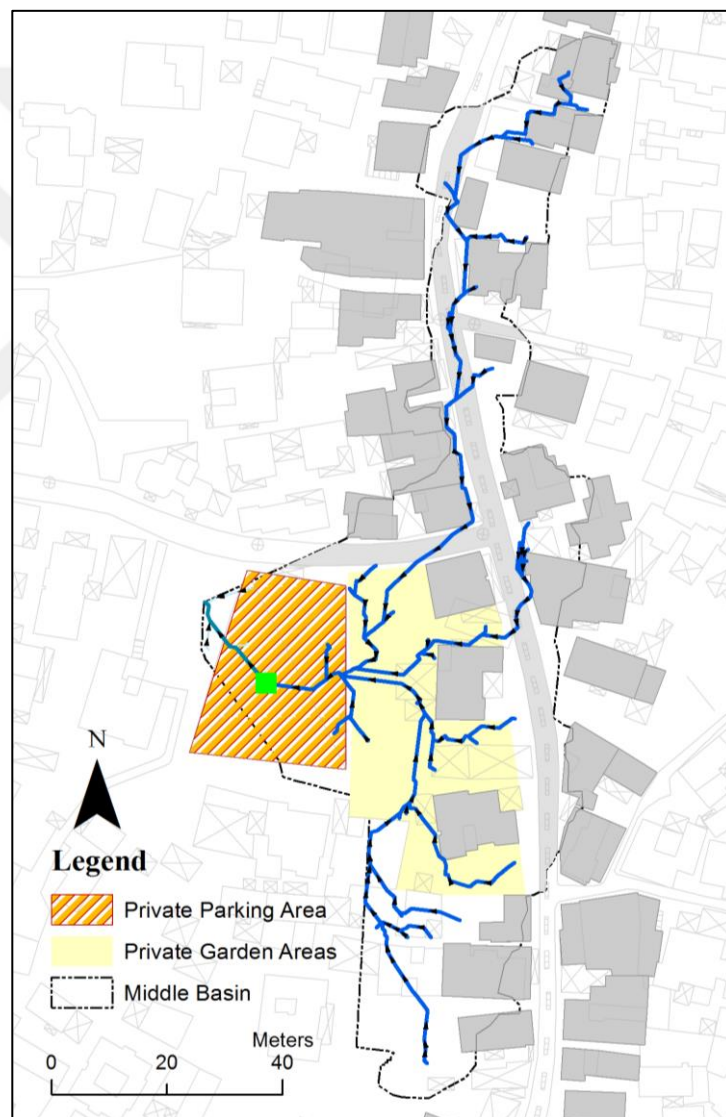 N
Legend
Private Parking Area
Private Garden Areas
Middle Basin
Meters
0 20 40